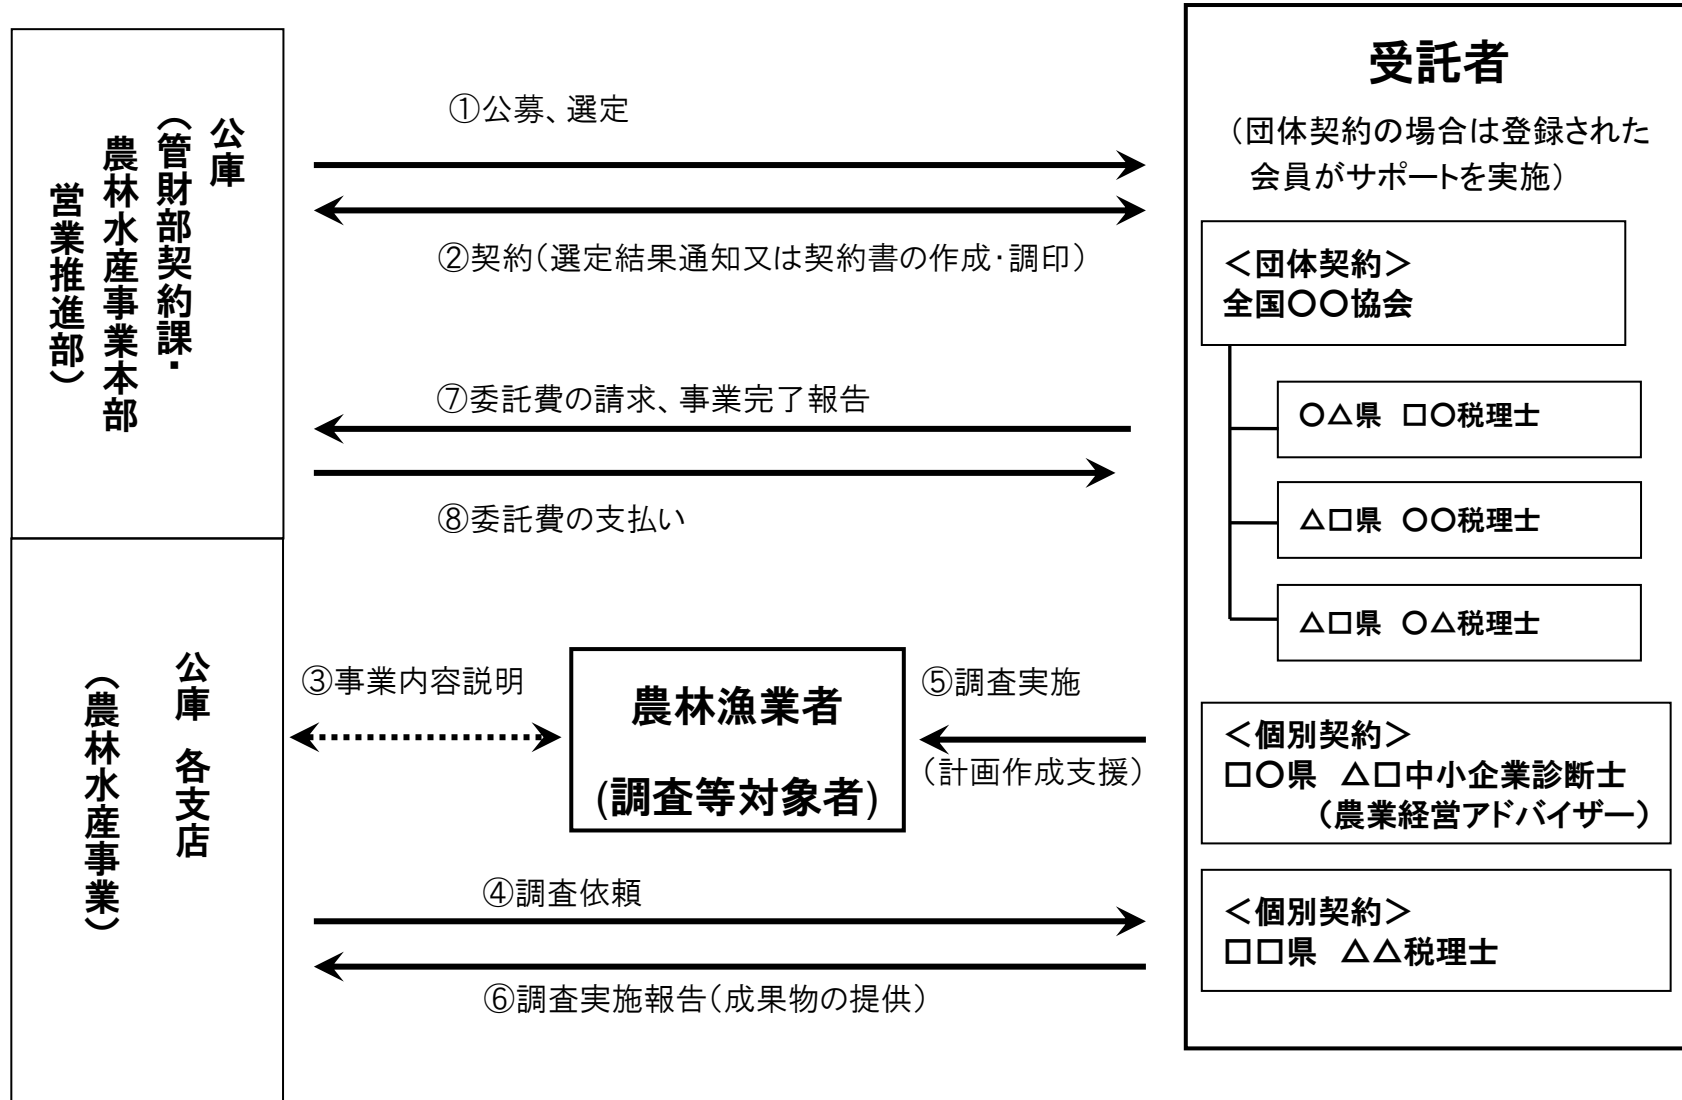 公庫
（管財部契約課・
農林水産事業本部
営業推進部）
①公募、選定
②契約（選定結果通知又は契約書の作成・調印）
⑦委託費の請求、事業完了報告
⑧委託費の支払い
公庫 各支店
（農林水産事業）
③事業内容説明
農林漁業者
(調査等対象者)
⑤調査実施
（計画作成支援）
④調査依頼
⑥調査実施報告（成果物の提供）
受託者
（団体契約の場合は登録された
会員がサポートを実施）
＜団体契約＞
全国〇〇協会
〇△県 □〇税理士
△□県 〇〇税理士
△□県 〇△税理士
＜個別契約＞
□〇県 △□中小企業診断士
（農業経営アドバイザー）
＜個別契約＞
□□県 △△税理士